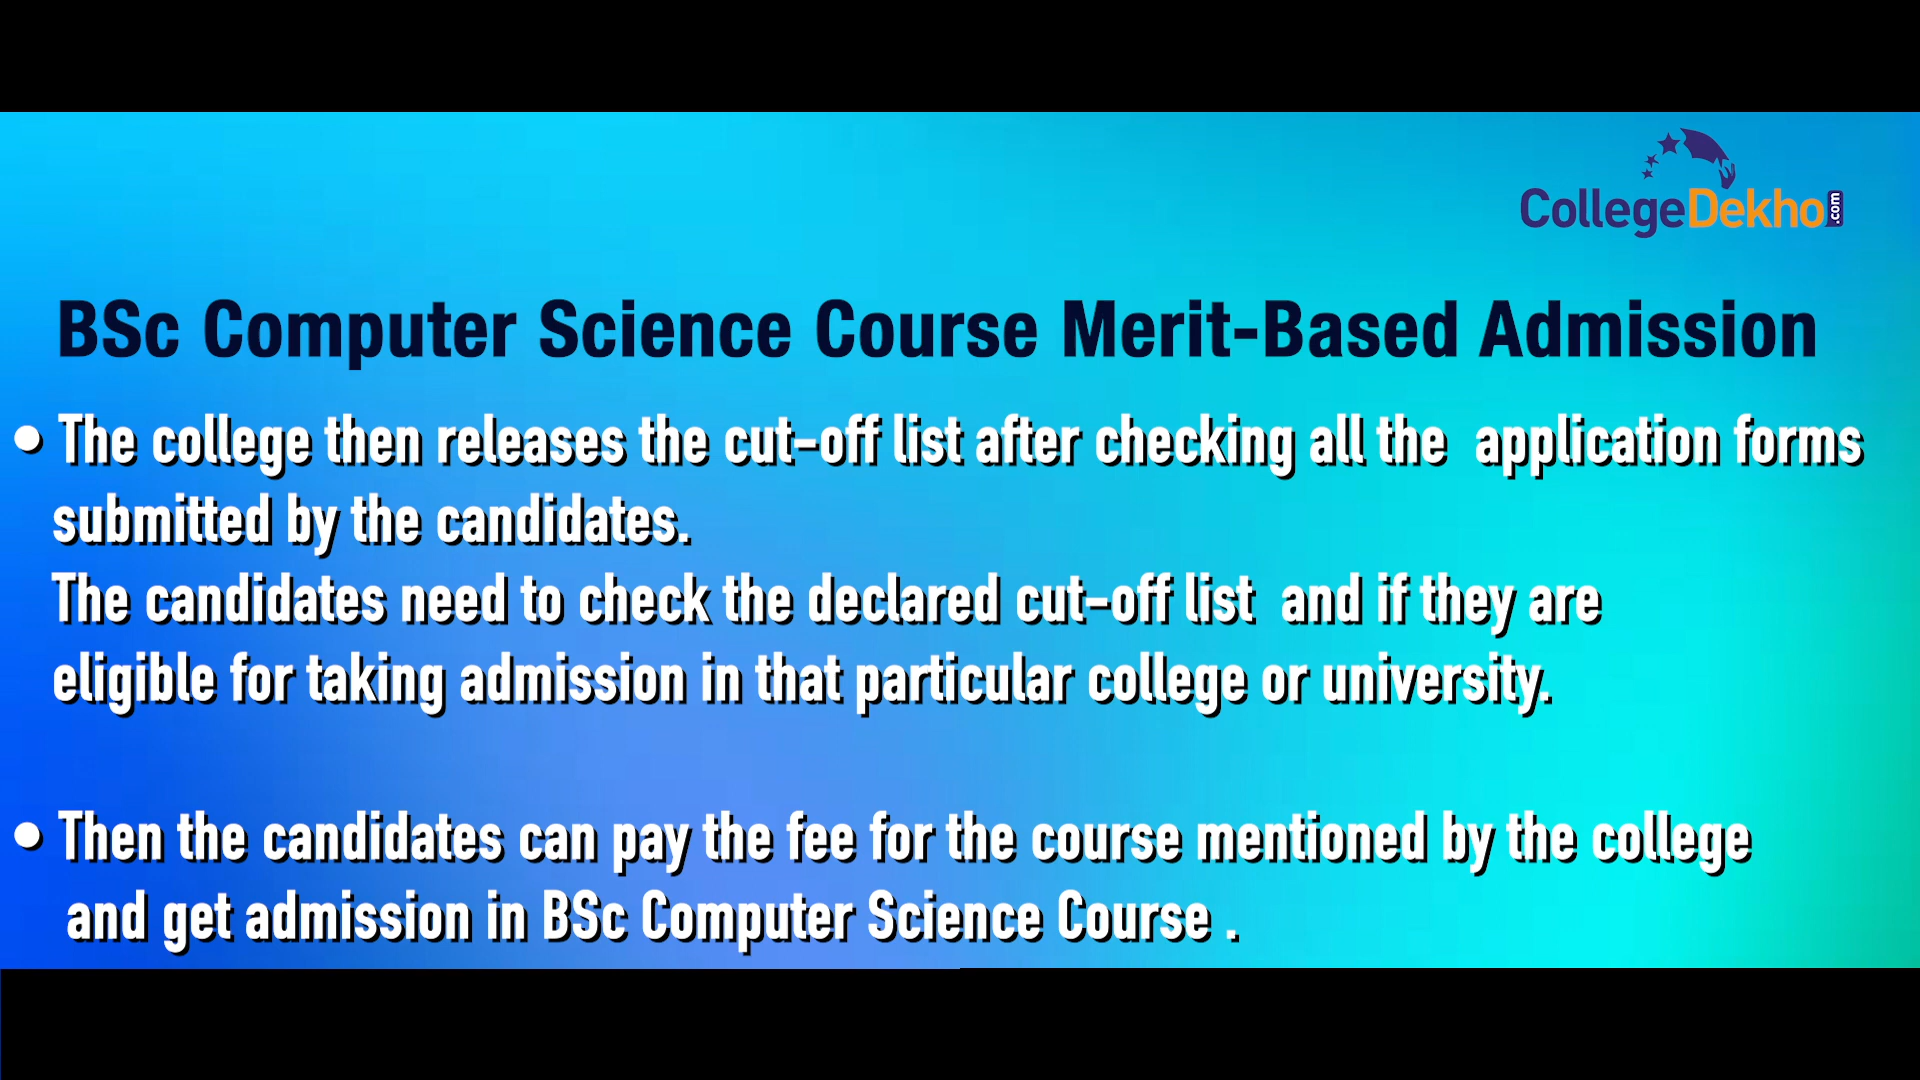 CollegeDekho.com
BSc Computer Science Course Merit-Based Admission
• The college then releases the cut-off list after checking all the application forms
submitted by the candidates.
The candidates need to check the declared cut-off list and if they are
eligible for taking admission in that particular college or university.
• Then the candidates can pay the fee for the course mentioned by the college
and get admission in BSc Computer Science Course .